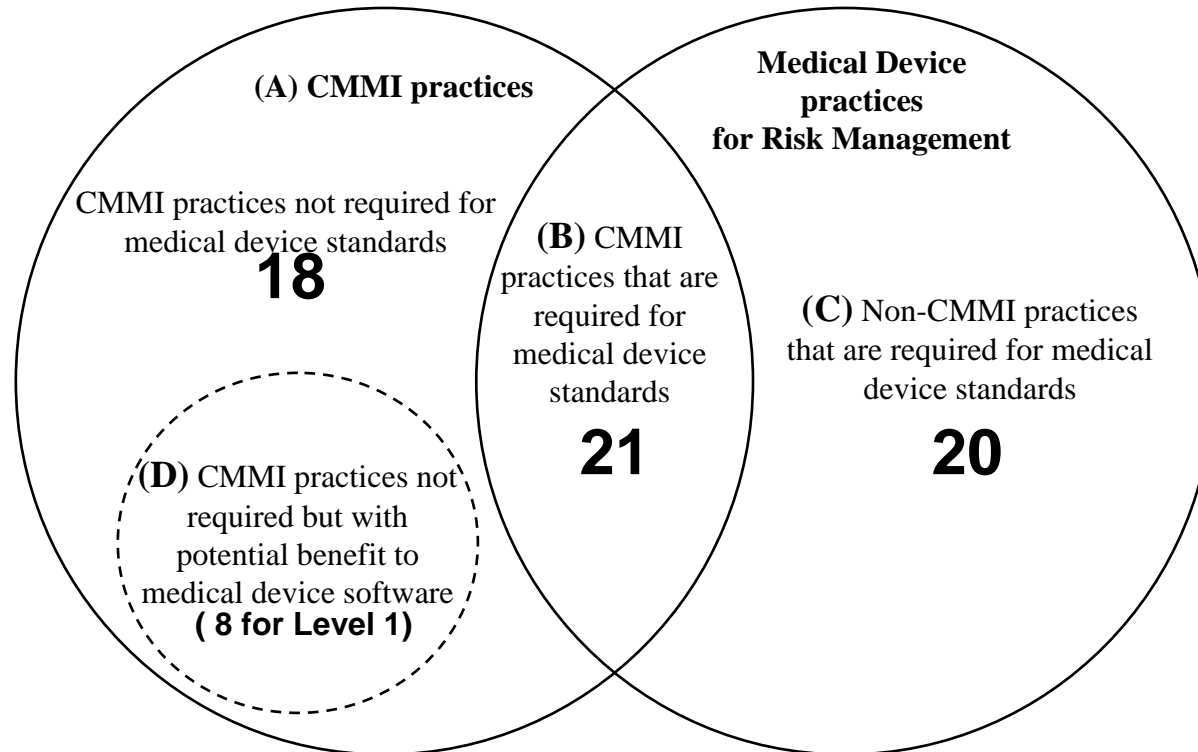 (A) CMMI practices
CMMI practices not required for
medical device standards
18
(D) CMMI practices not
required but with
potential benefit to
medical device software
( 8 for Level 1)
(B) CMMI
practices that are
required for
medical device
standards
21
Medical Device
practices
for Risk Management
(C) Non-CMMI practices
that are required for medical
device standards
20